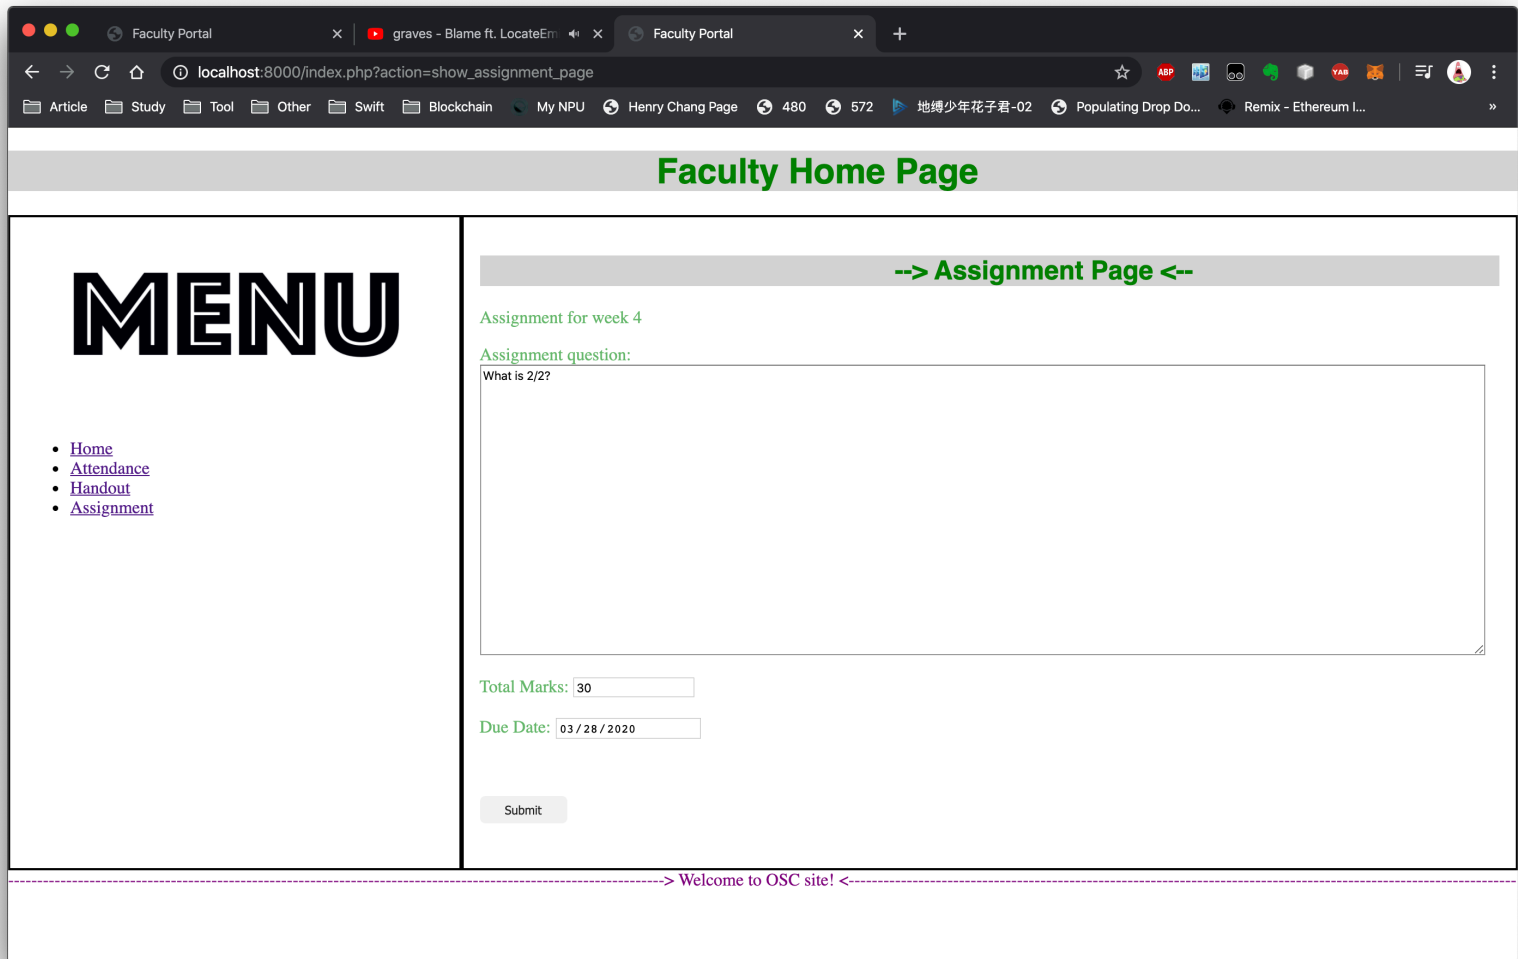 Faculty Portal
graves - Blame ft. LocateEm
Faculty Portal
localhost:8000/index.php?action=show_assignment_page
ABP
YAB
Article Study Tool Other Swift Blockchain My NPU Henry Chang Page 480 572 地缚少年花子君-02 Populating Drop Do... Remix - Ethereum I... »
Faculty Home Page
MENU
Home
Attendance
Handout
Assignment
--> Assignment Page <--
Assignment for week 4
Assignment question:
What is 2/2?
Total Marks: 30
Due Date: 03/28/2020
Submit
> Welcome to OSC site! <